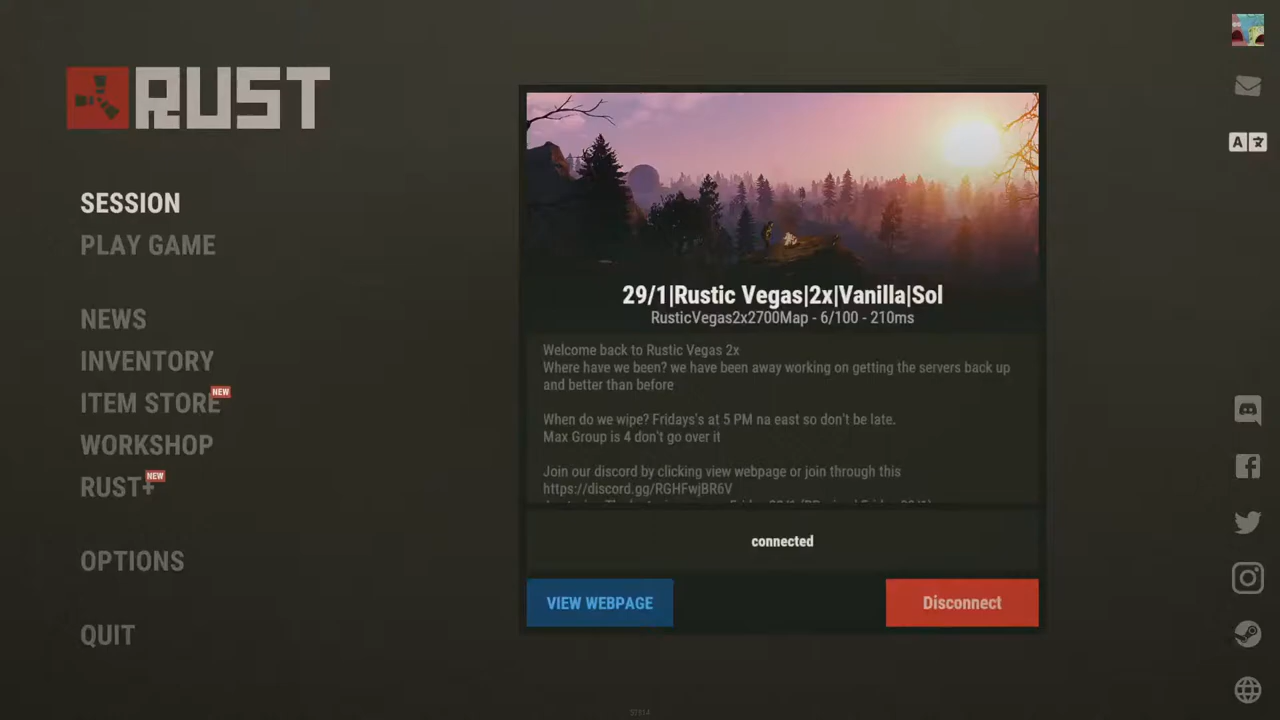 RUST
SESSION
PLAY GAME
NEWS
INVENTORY
ITEM STORE NEW
WORKSHOP
RUST+ NEW
OPTIONS
QUIT
29/1|Rustic Vegas|2x|Vanilla|Sol
RusticVegas2x2700Map - 6/100 - 210ms
Welcome back to Rustic Vegas 2x
Where have we been? we have been away working on getting the servers back up
and better than before
When do we wipe? Fridays's at 5 PM na east so don't be late.
Max Group is 4 don't go over it
Join our discord by clicking view webpage or join through this
https://discord.gg/RGHFwjBR6V
connected
VIEW WEBPAGE
Disconnect
A